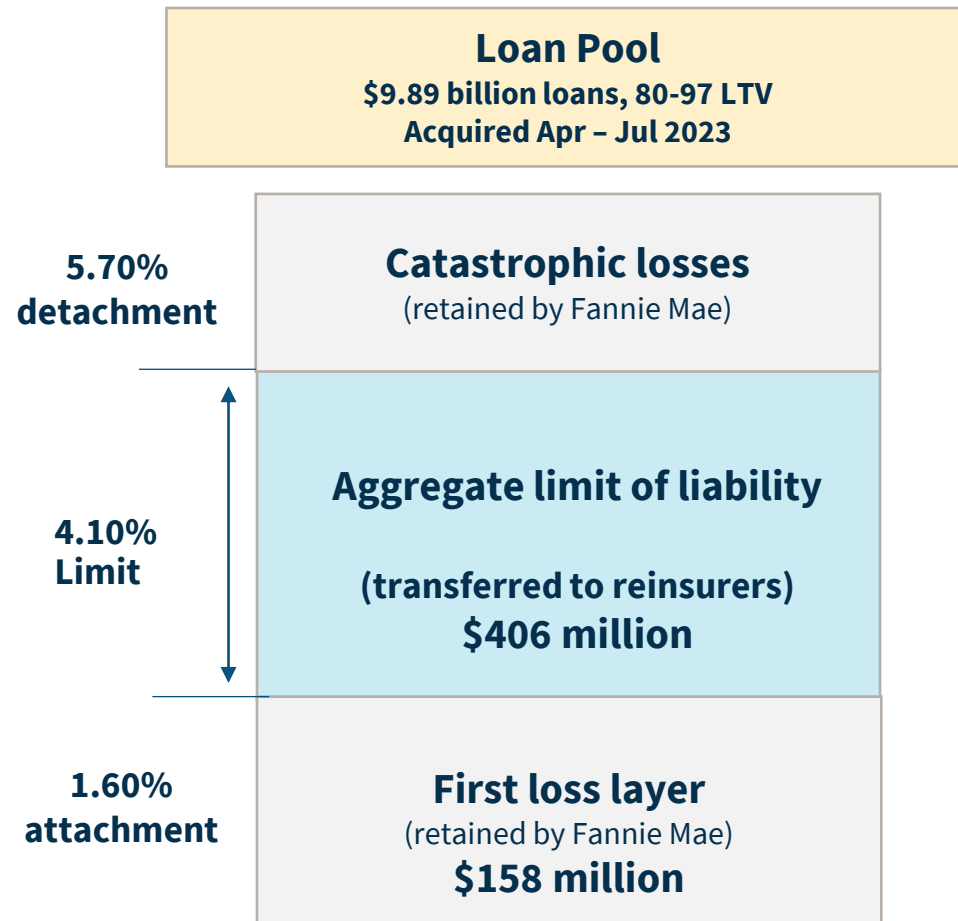 Loan Pool
$9.89 billion loans, 80-97 LTV
Acquired Apr – Jul 2023
5.70%
detachment
Catastrophic losses
(retained by Fannie Mae)
4.10%
Limit
Aggregate limit of liability
(transferred to reinsurers)
$406 million
1.60%
attachment
First loss layer
(retained by Fannie Mae)
$158 million